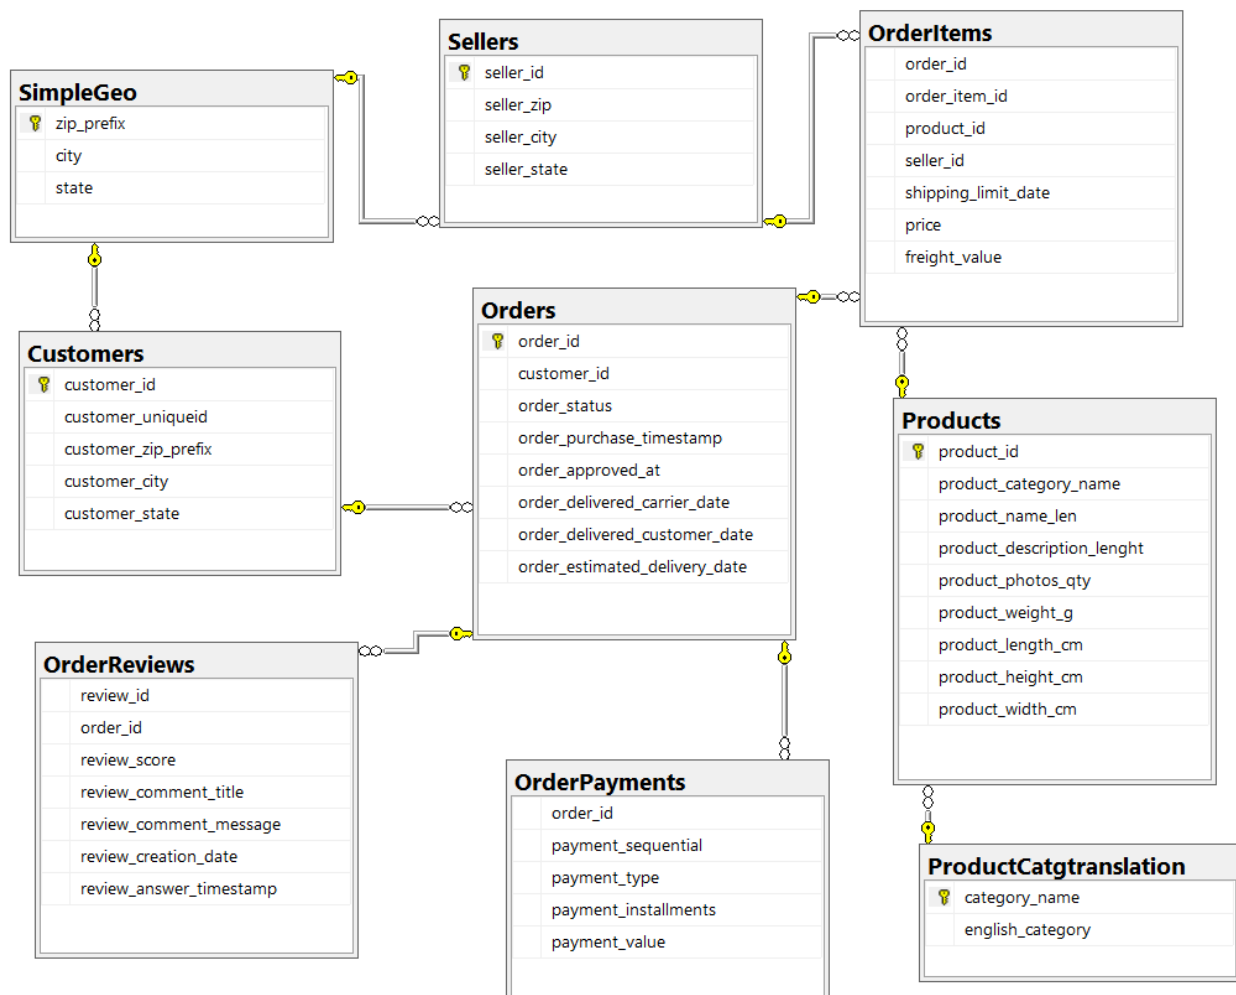 SimpleGeo
zip_prefix
city
state
Sellers
seller_id
seller_zip
seller_city
seller_state
OrderItems
order_id
order_item_id
product_id
seller_id
shipping_limit_date
price
freight_value
Customers
customer_id
customer_uniqueid
customer_zip_prefix
customer_city
customer_state
Orders
order_id
customer_id
order_status
order_purchase_timestamp
order_approved_at
order_delivered_carrier_date
order_delivered_customer_date
order_estimated_delivery_date
Products
product_id
product_category_name
product_name_len
product_description_lenght
product_photos_qty
product_weight_g
product_length_cm
product_height_cm
product_width_cm
OrderReviews
review_id
order_id
review_score
review_comment_title
review_comment_message
review_creation_date
review_answer_timestamp
OrderPayments
order_id
payment_sequential
payment_type
payment_installments
payment_value
ProductCatgtranslation
category_name
english_category